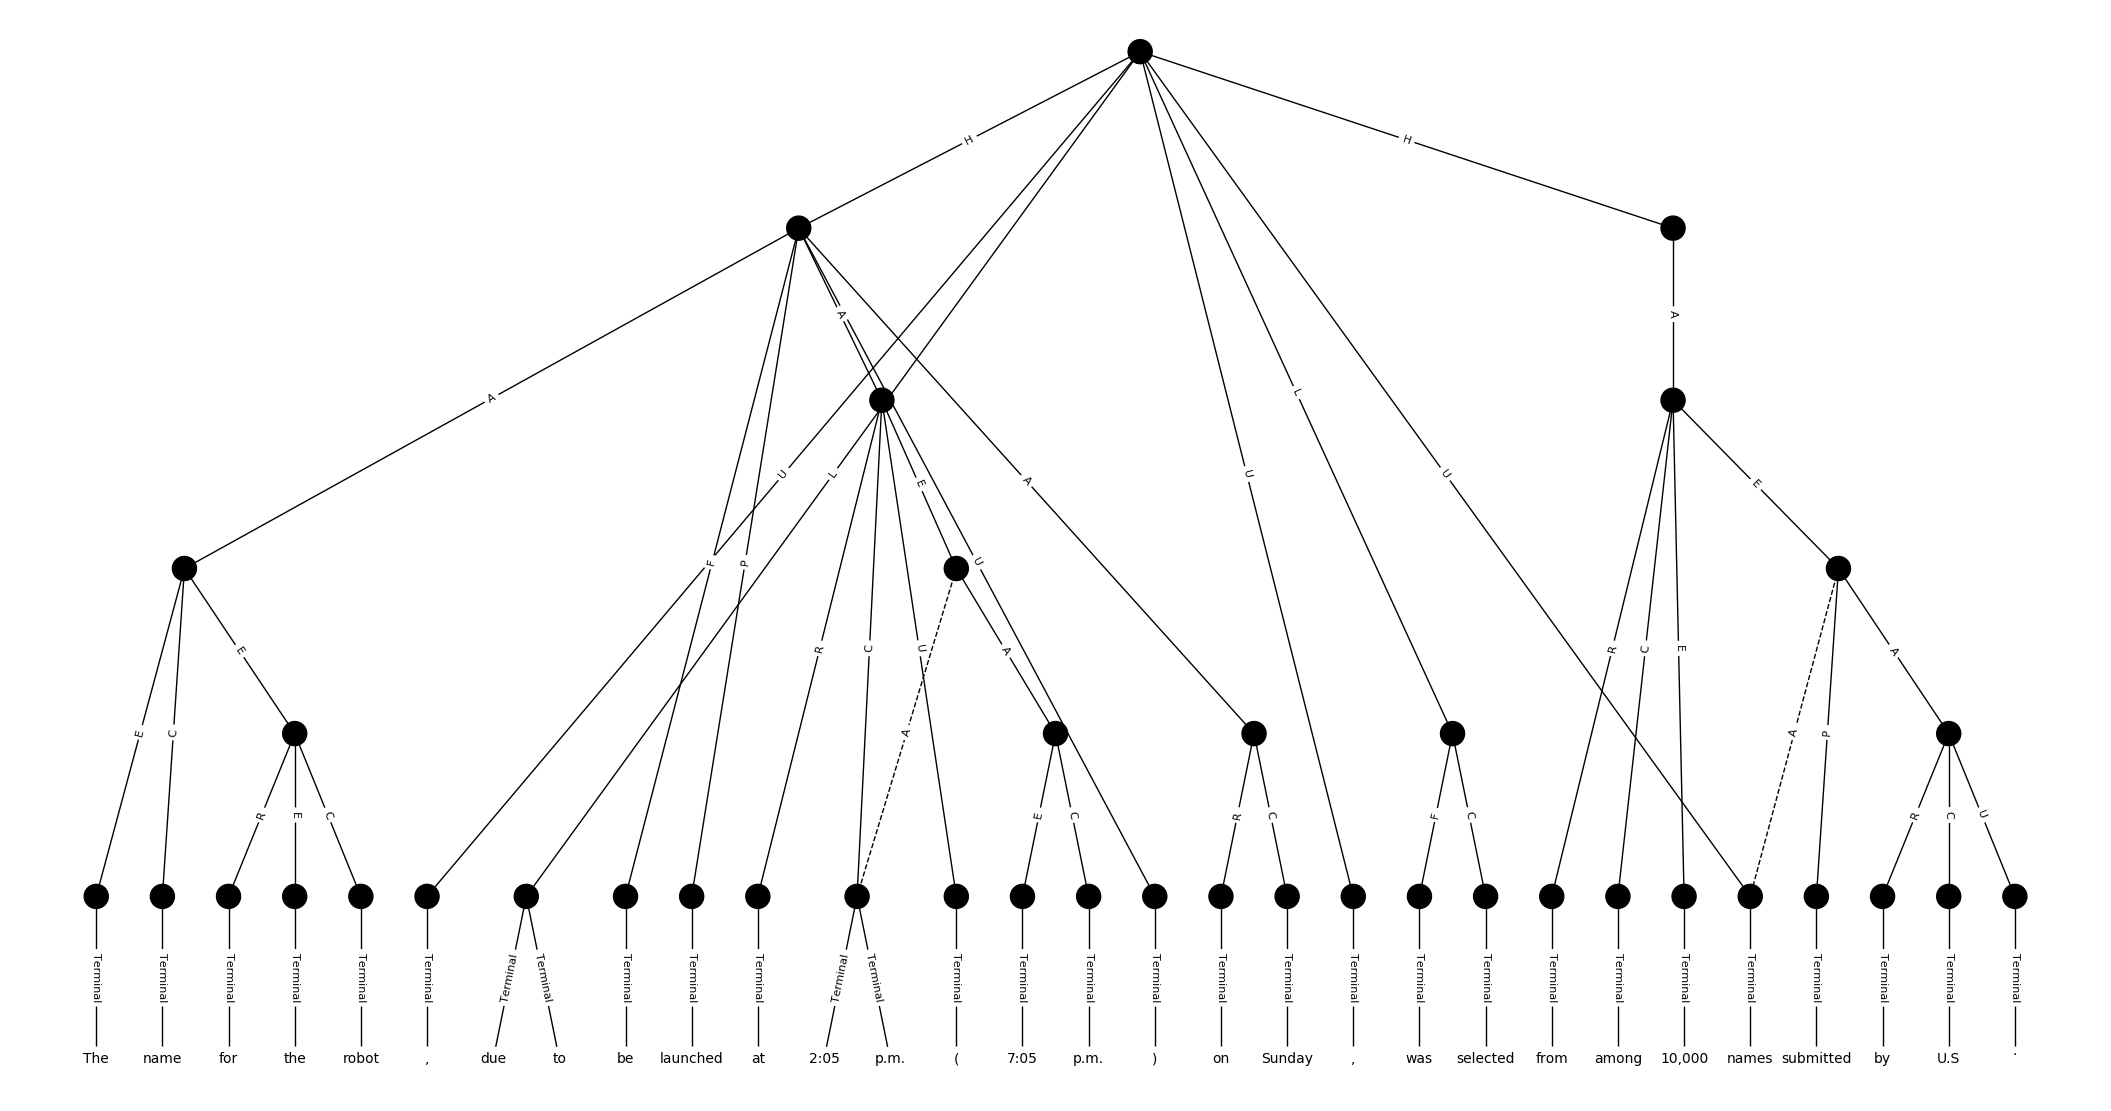 H H
A A
A
U L F P E U A U L U E
E R C U A R C E A
E C A A P
R E C E C R C F C R C U
Terminal Terminal Terminal Terminal Terminal Terminal Terminal Terminal Terminal Terminal Terminal Terminal Terminal Terminal Terminal Terminal Terminal Terminal Terminal Terminal Terminal Terminal Terminal Terminal Terminal Terminal Terminal Terminal Terminal Terminal
The name for the robot , due to be launched at 2:05 p.m. ( 7:05 p.m. ) on Sunday , was selected from among 10,000 names submitted by U.S .